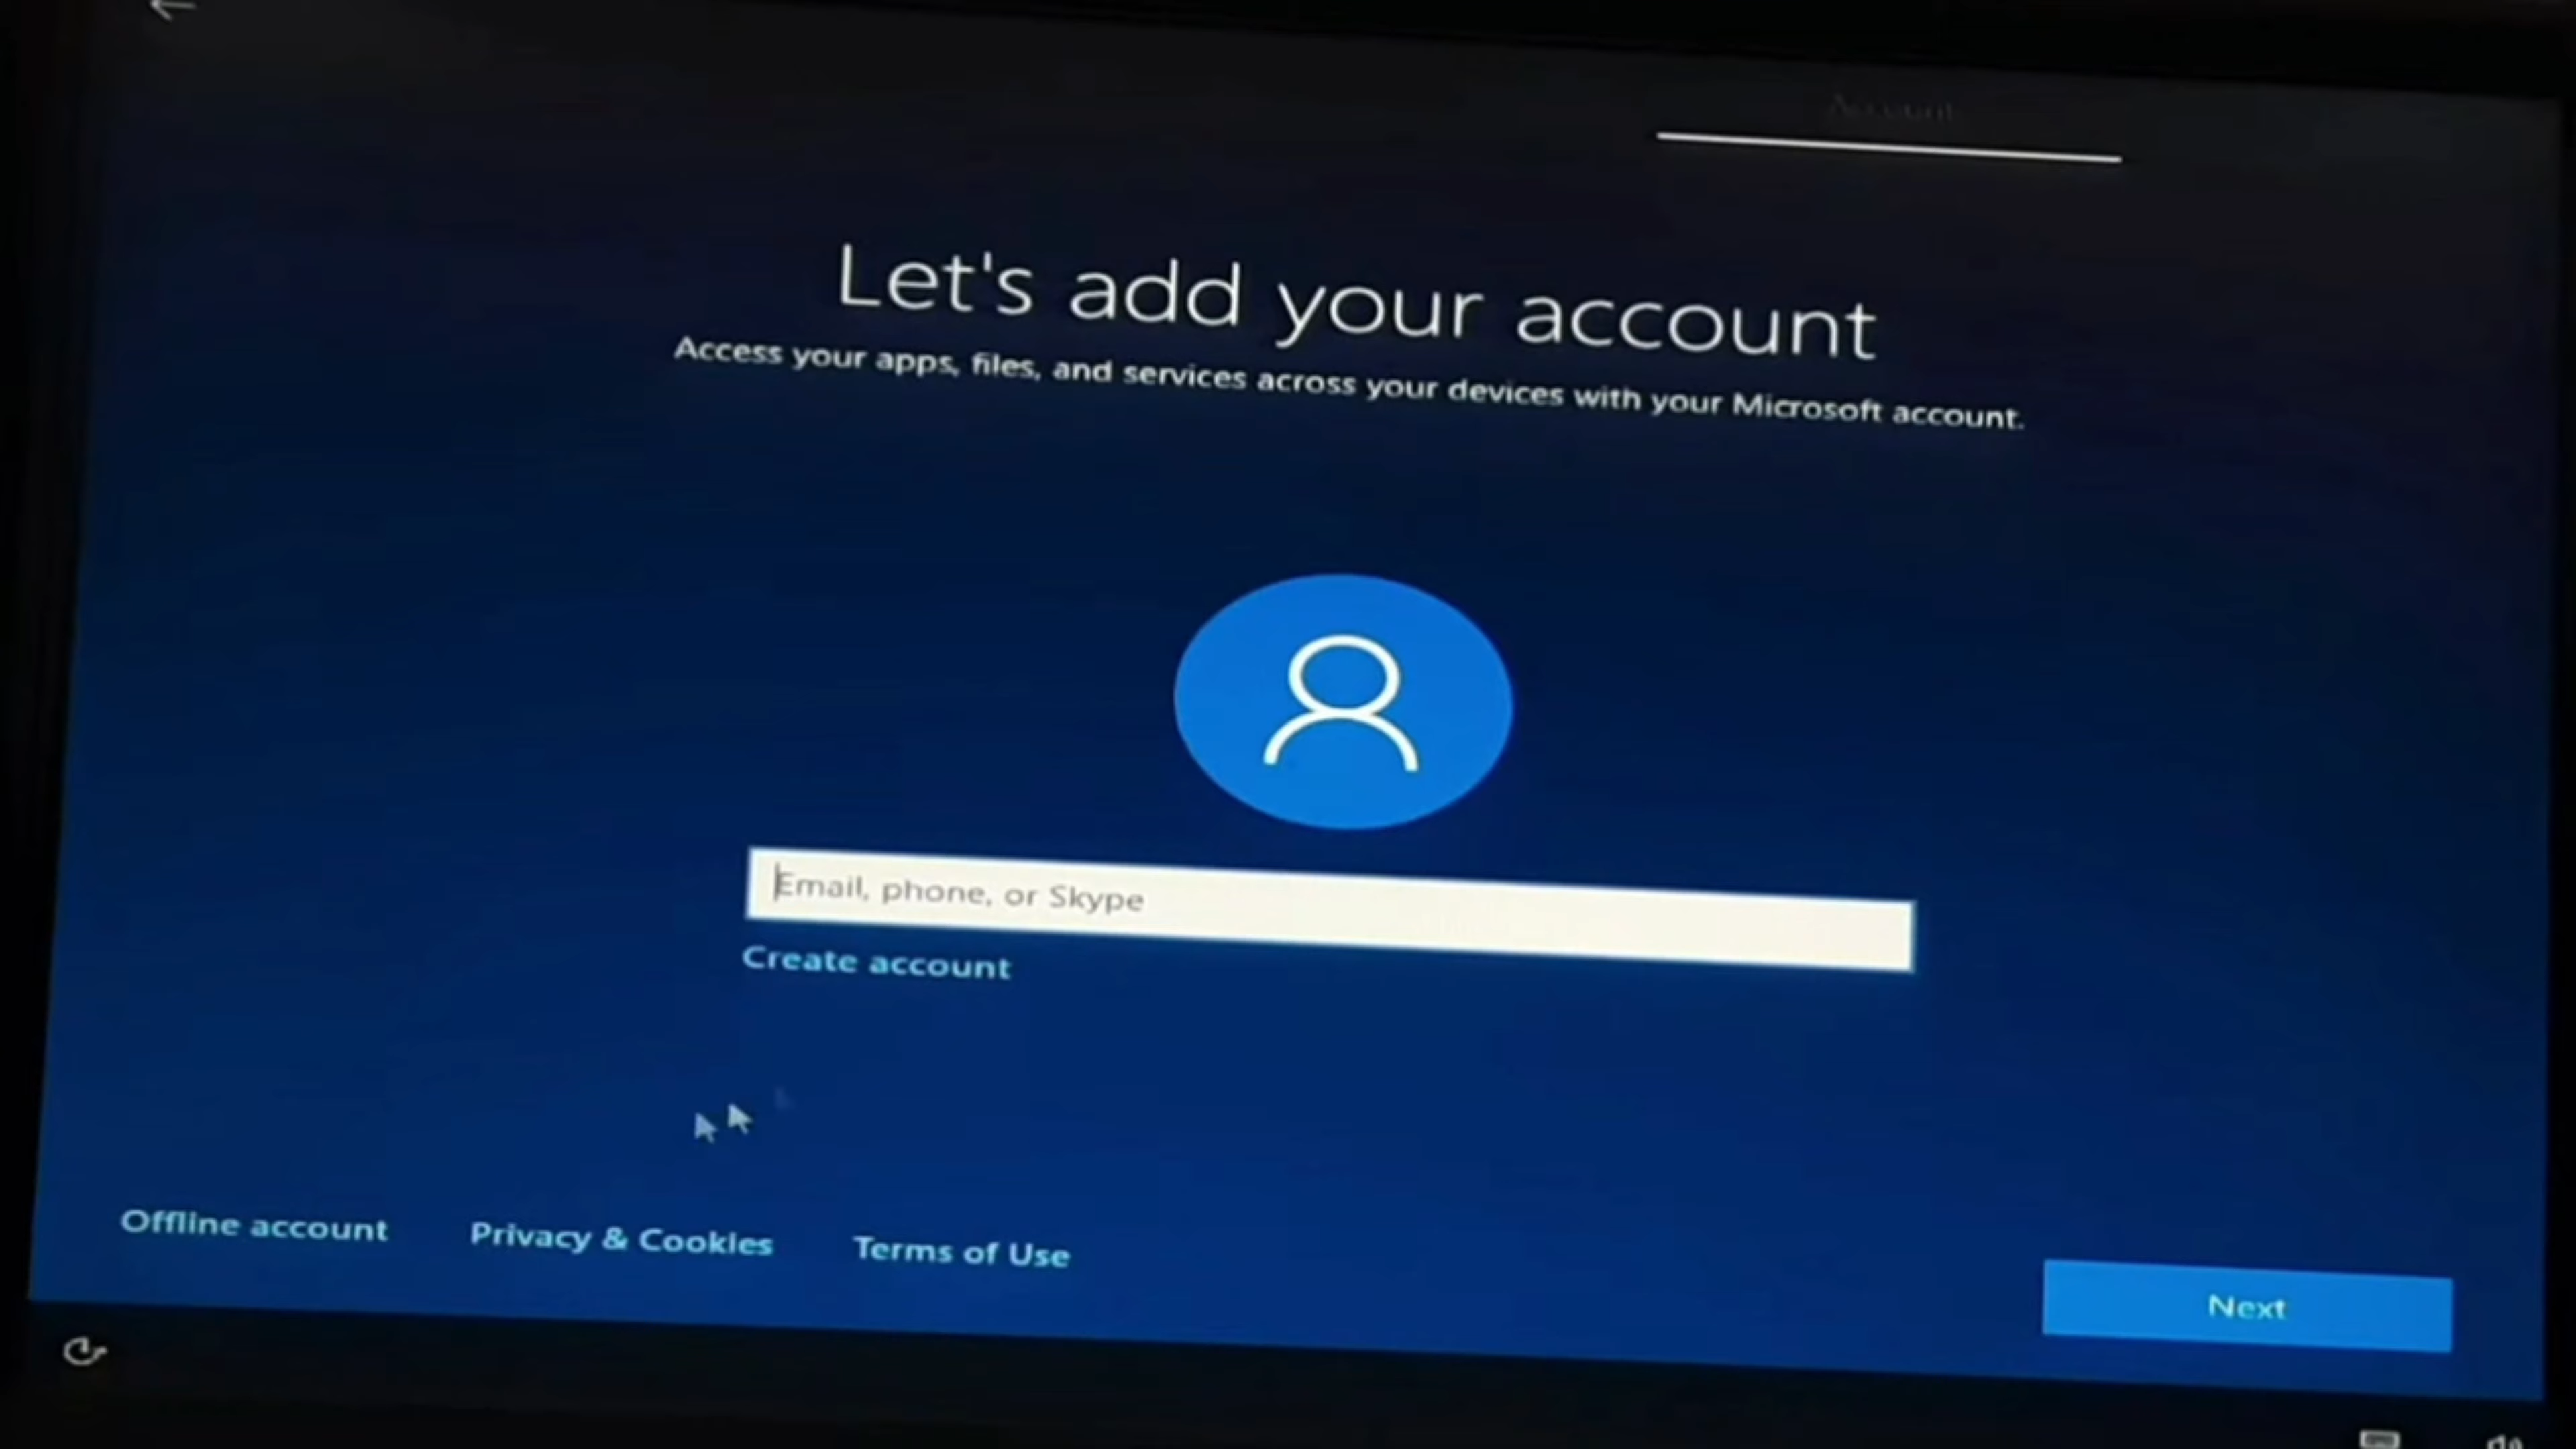 Account
Let's add your account
Access your apps, files, and services across your devices with your Microsoft account.
Email, phone, or Skype
Create account
Offline account
Privacy & Cookies
Terms of Use
Next